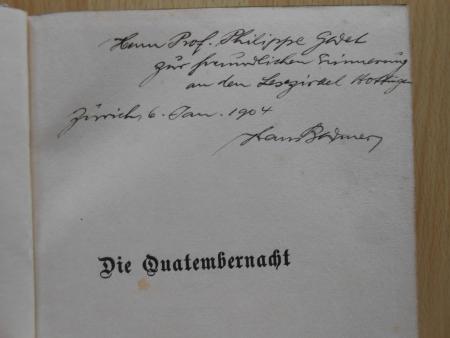 Herrn Prof. Philippe Godet
zur freundlichen Erinnerung
an den Lesezirkel Hottingen
Zürich, 6. Jan. 1904
Hans Bodmer
Die Quatembernacht